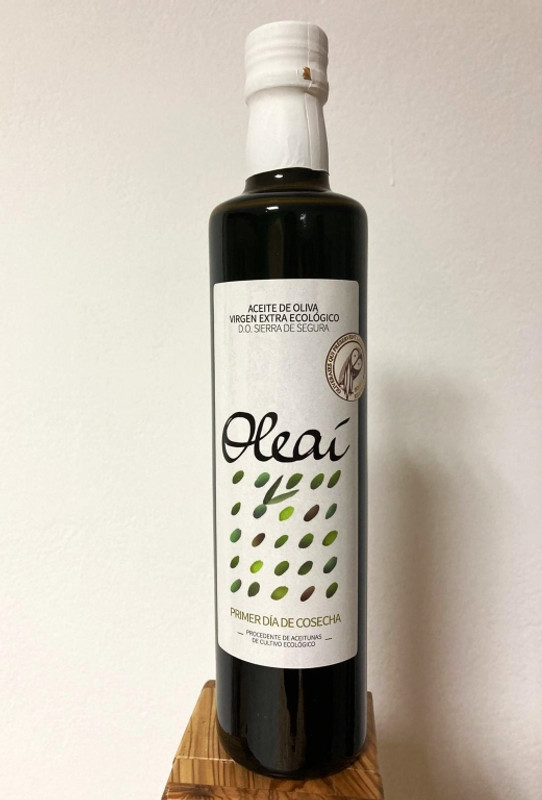 ACEITE DE OLIVA
VIRGEN EXTRA ECOLÓGICO
D.O. SIERRA DE SEGURA
Oleaí
PRIMER DÍA DE COSECHA
PROCEDENTE DE ACEITUNAS
DE CULTIVO ECOLÓGICO